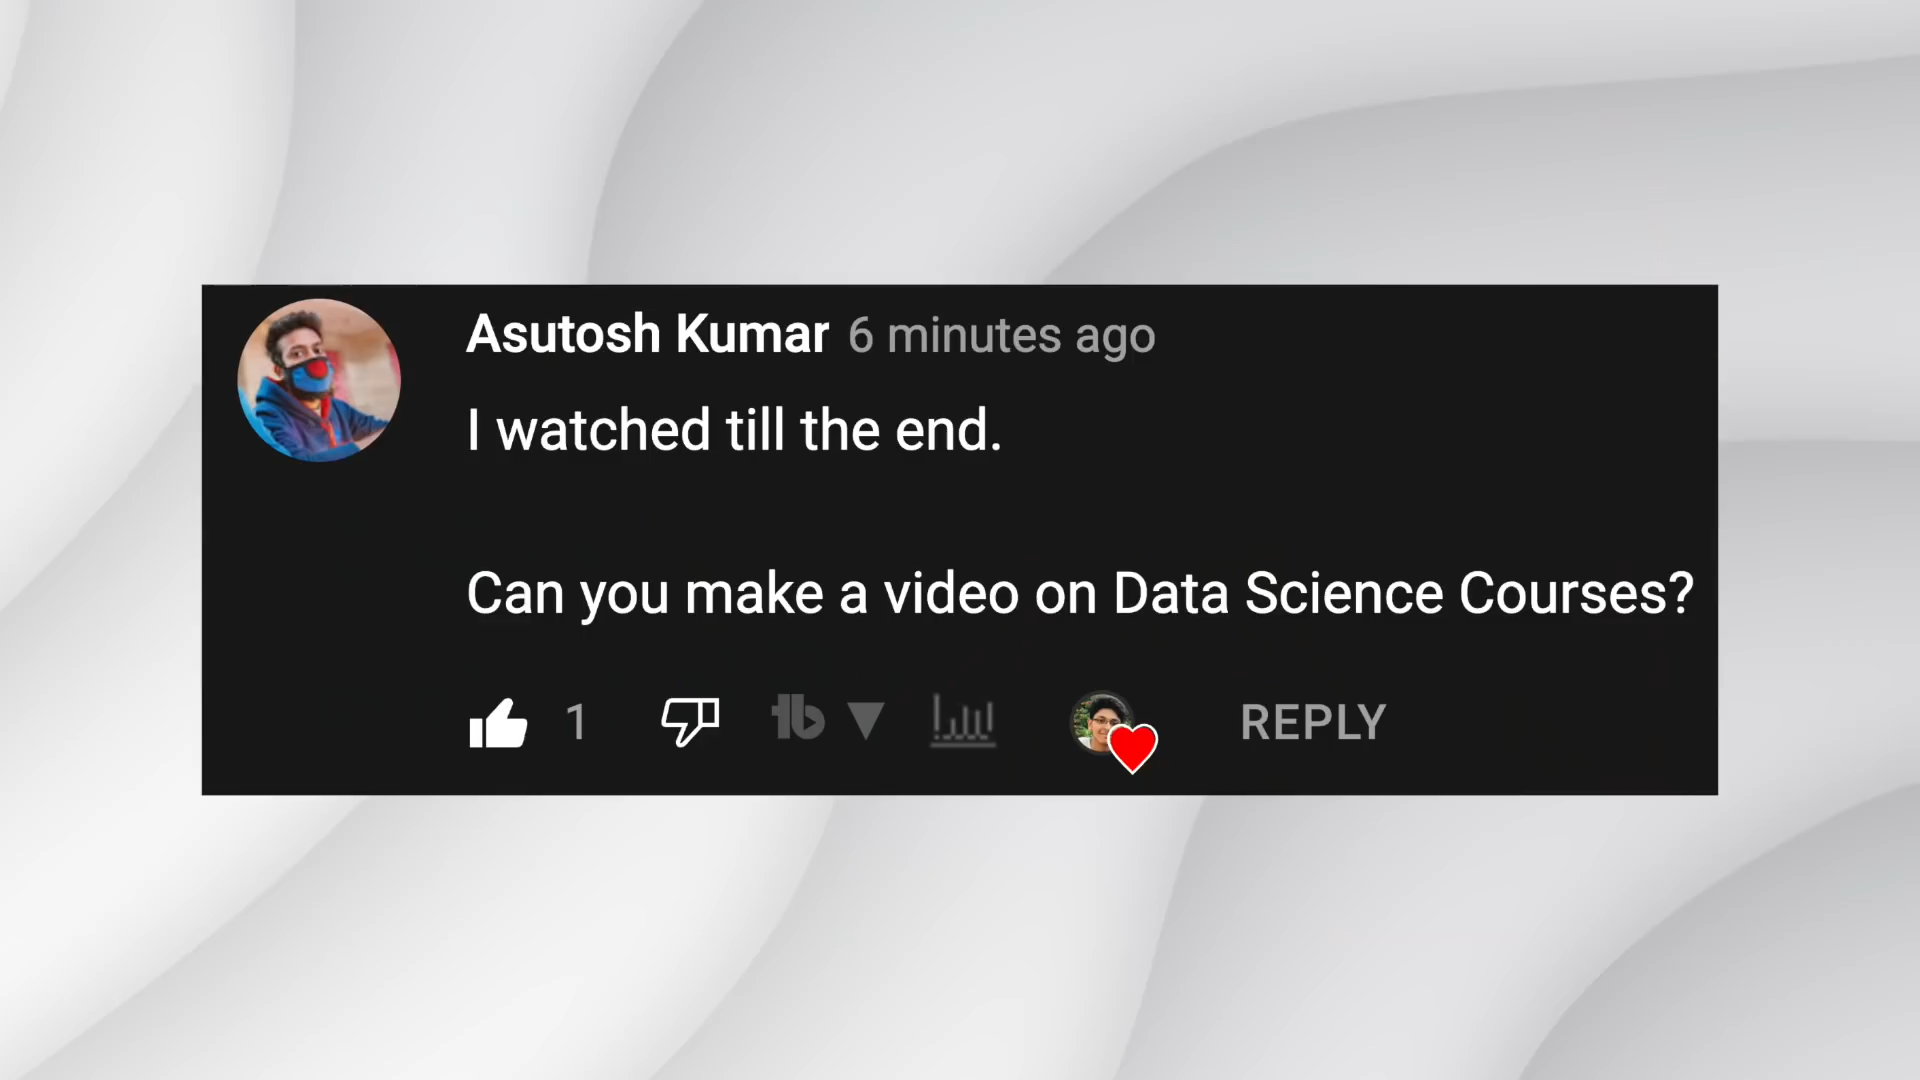 Asutosh Kumar 6 minutes ago
I watched till the end.
Can you make a video on Data Science Courses?
1 tb REPLY